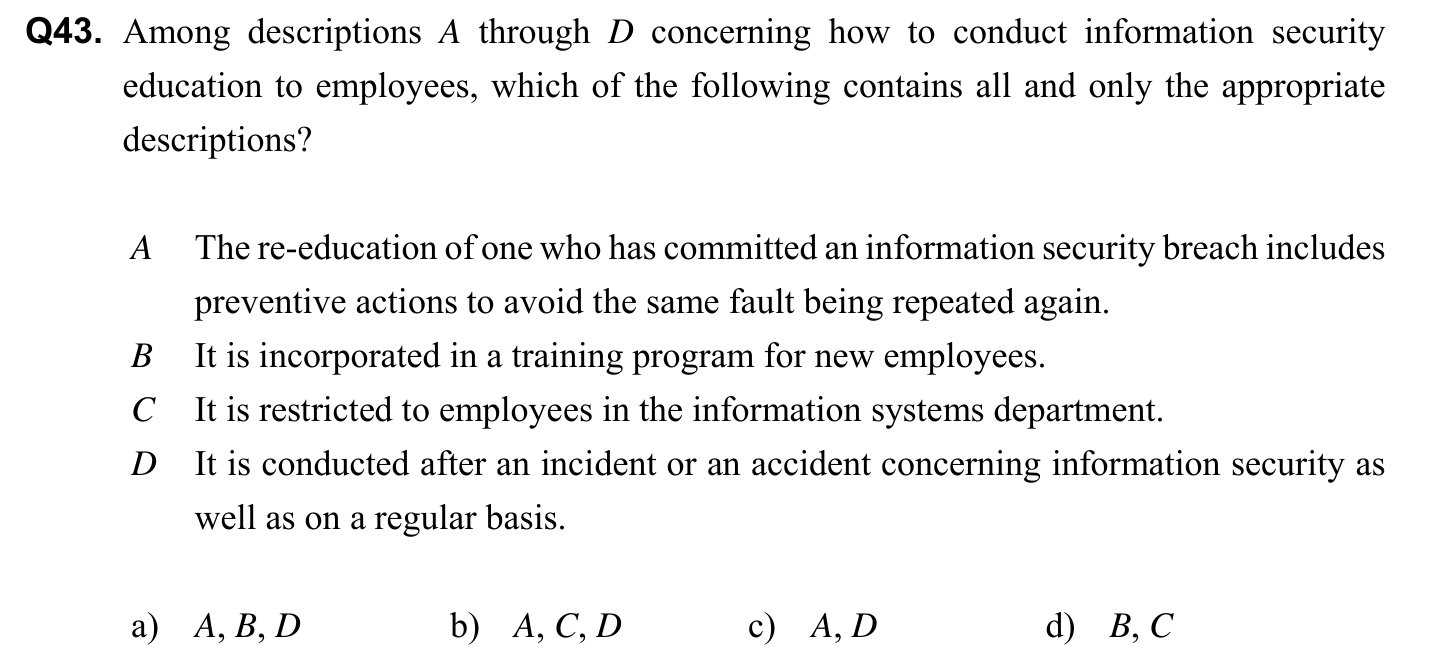 Q43. Among descriptions A through D concerning how to conduct information security
education to employees, which of the following contains all and only the appropriate
descriptions?
A The re-education of one who has committed an information security breach includes
preventive actions to avoid the same fault being repeated again.
B It is incorporated in a training program for new employees.
C It is restricted to employees in the information systems department.
D It is conducted after an incident or an accident concerning information security as
well as on a regular basis.
a) A, B, D b) A, C, D c) A, D d) B, C